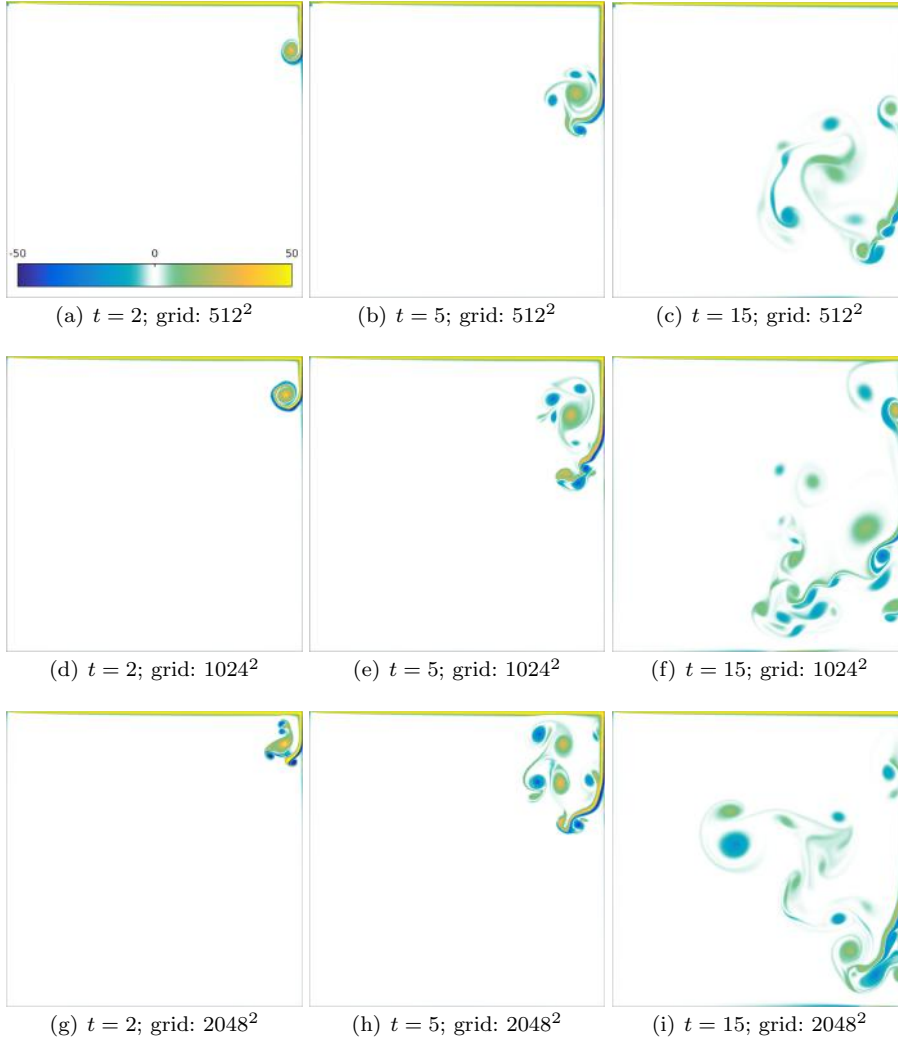 -50 0 50
(a) t = 2; grid: 512²
(b) t = 5; grid: 512²
(c) t = 15; grid: 512²
(d) t = 2; grid: 1024²
(e) t = 5; grid: 1024²
(f) t = 15; grid: 1024²
(g) t = 2; grid: 2048²
(h) t = 5; grid: 2048²
(i) t = 15; grid: 2048²